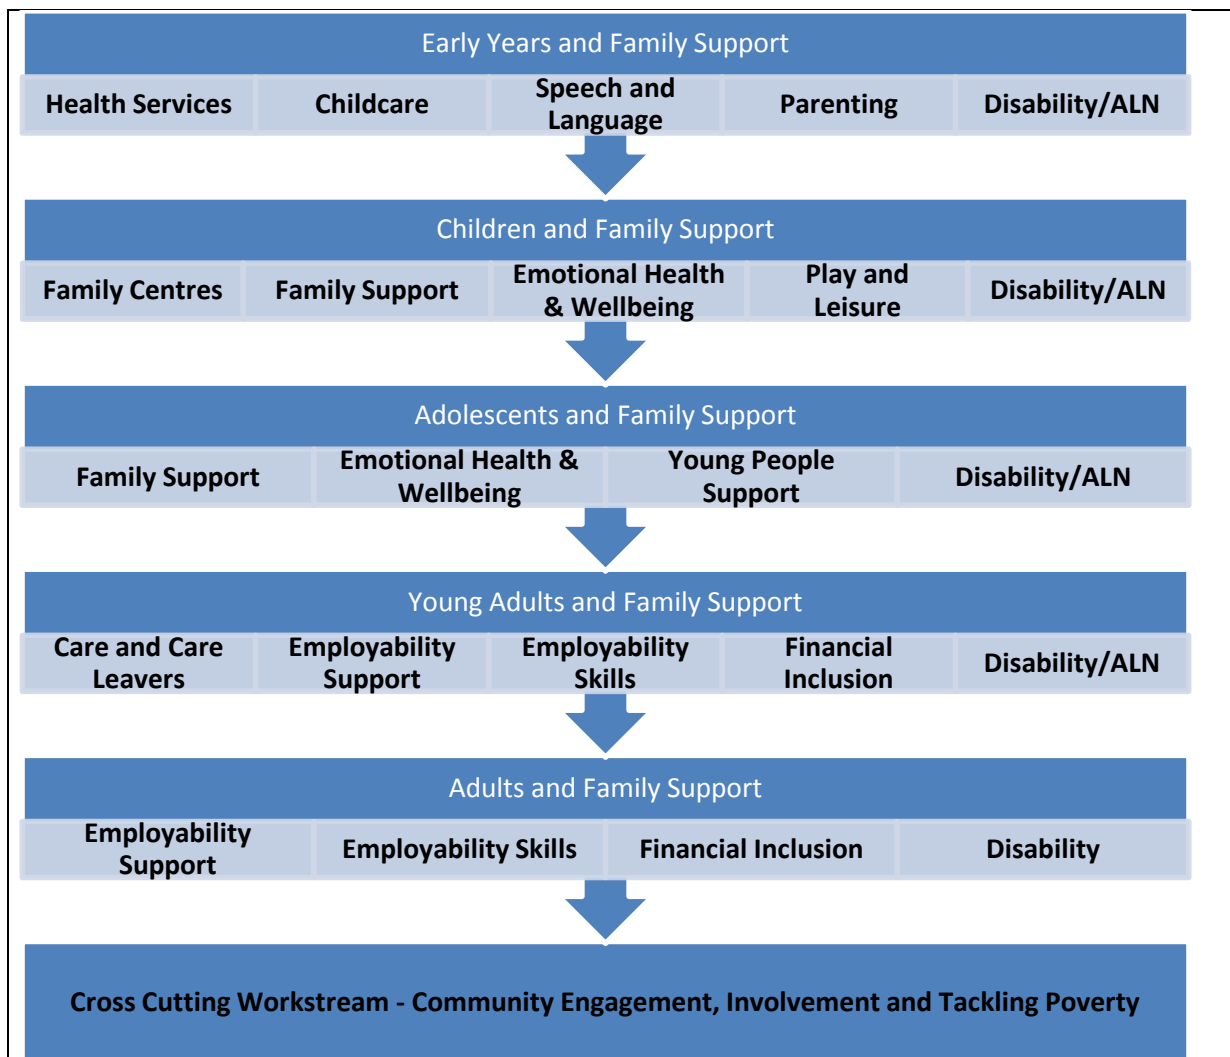 Early Years and Family Support
Health Services
Childcare
Speech and
Language
Parenting
Disability/ALN
Children and Family Support
Family Centres
Family Support
Emotional Health
& Wellbeing
Play and
Leisure
Disability/ALN
Adolescents and Family Support
Family Support
Emotional Health &
Wellbeing
Young People
Support
Disability/ALN
Young Adults and Family Support
Care and Care
Leavers
Employability
Support
Employability
Skills
Financial
Inclusion
Disability/ALN
Adults and Family Support
Employability
Support
Employability Skills
Financial Inclusion
Disability
Cross Cutting Workstream - Community Engagement, Involvement and Tackling Poverty